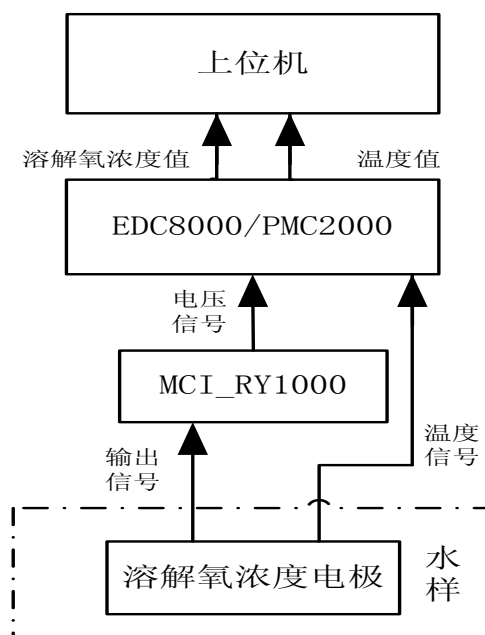 上位机
溶解氧浓度值
温度值
EDC8000/PMC2000
电压
信号
MCI_RY1000
输出
信号
温度
信号
溶解氧浓度电极
水
样